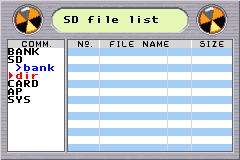 SD file list
COMM. No. FILE NAME SIZE
BANK
SD
>bank
dir
CARD
AP
SYS